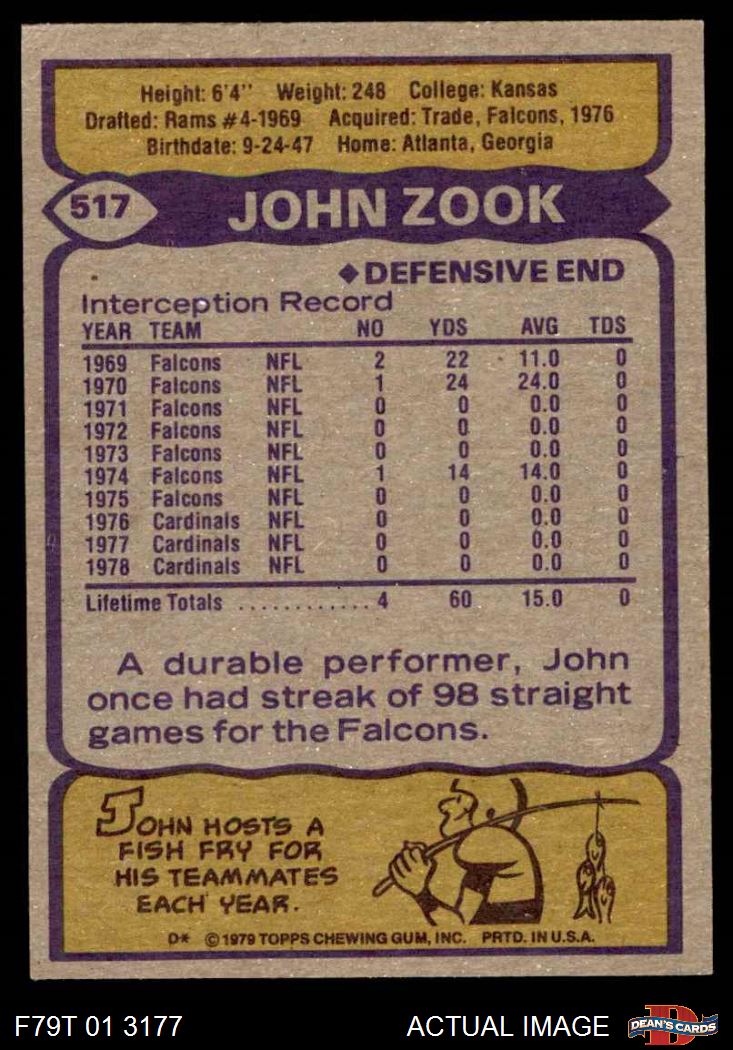 Height: 6'4" Weight: 248 College: Kansas
Drafted: Rams #4-1969 Acquired: Trade, Falcons, 1976
Birthdate: 9-24-47 Home: Atlanta, Georgia
517 JOHN ZOOK
◆DEFENSIVE END
Interception Record
YEAR TEAM NO YDS AVG TDS
1969 Falcons NFL 2 22 11.0 0
1970 Falcons NFL 1 24 24.0 0
1971 Falcons NFL 0 0 0.0 0
1972 Falcons NFL 0 0 0.0 0
1973 Falcons NFL 0 0 0.0 0
1974 Falcons NFL 1 14 14.0 0
1975 Falcons NFL 0 0 0.0 0
1976 Cardinals NFL 0 0 0.0 0
1977 Cardinals NFL 0 0 0.0 0
1978 Cardinals NFL 0 0 0.0 0
Lifetime Totals ............ 4 60 15.0 0
A durable performer, John
once had streak of 98 straight
games for the Falcons.
JOHN HOSTS A
FISH FRY FOR
HIS TEAMMATES
EACH YEAR.
D* © 1979 TOPPS CHEWING GUM, INC. PRTD. IN U.S.A.
F79T 01 3177 ACTUAL IMAGE D DEAN'S CARDS